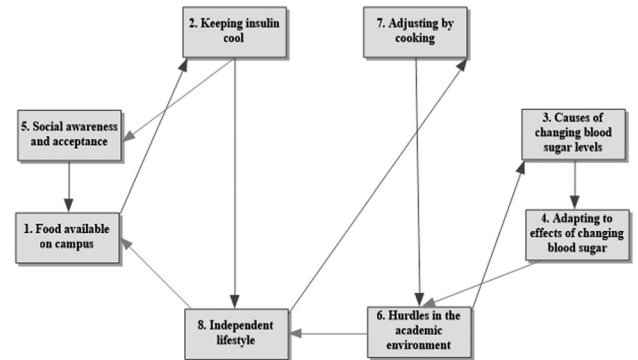 2. Keeping insulin
cool
7. Adjusting by
cooking
5. Social awareness
and acceptance
3. Causes of
changing blood
sugar levels
1. Food available
on campus
4. Adapting to
effects of changing
blood sugar
8. Independent
lifestyle
6. Hurdles in the
academic
environment